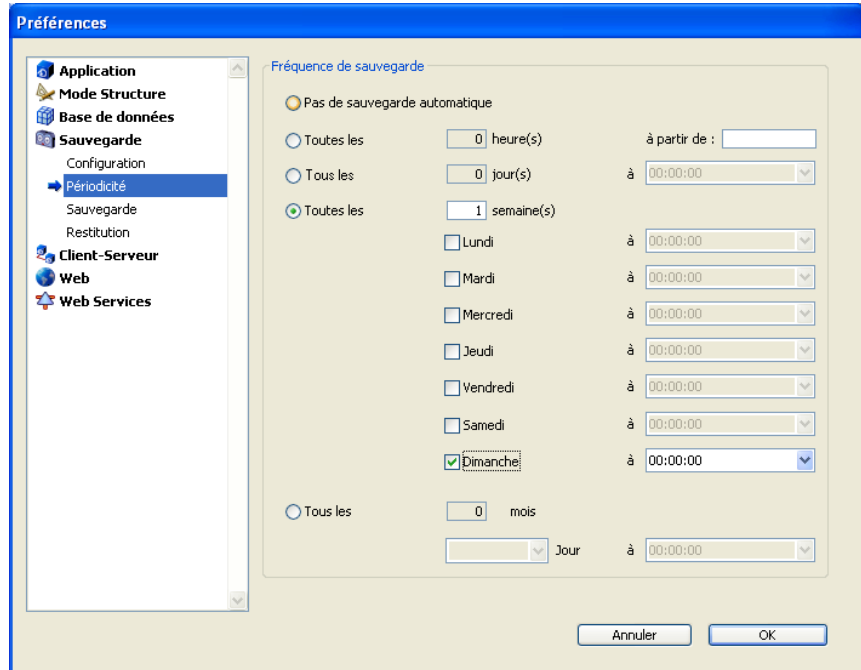 Préférences
Application
Mode Structure
Base de données
Sauvegarde
Configuration
Périodicité
Sauvegarde
Restitution
Client-Serveur
Web
Web Services
Fréquence de sauvegarde
Pas de sauvegarde automatique
Toutes les 0 heure(s) à partir de :
Tous les 0 jour(s) à 00:00:00
Toutes les 1 semaine(s)
Lundi à 00:00:00
Mardi à 00:00:00
Mercredi à 00:00:00
Jeudi à 00:00:00
Vendredi à 00:00:00
Samedi à 00:00:00
Dimanche à 00:00:00
Tous les 0 mois
Jour à 00:00:00
Annuler OK